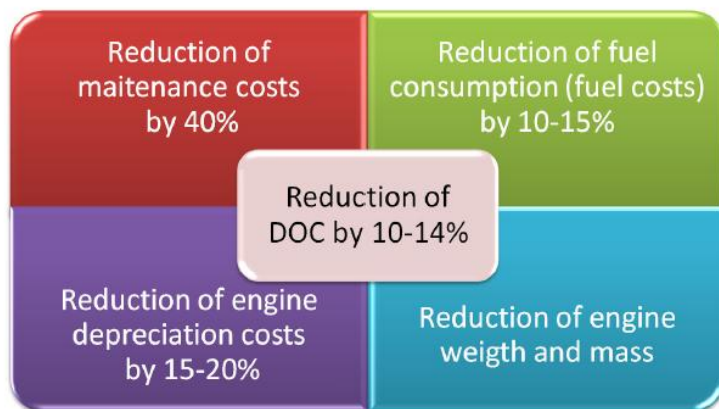 Reduction of
maitenance costs
by 40%
Reduction of fuel
consumption (fuel costs)
by 10-15%
Reduction of
DOC by 10-14%
Reduction of engine
depreciation costs
by 15-20%
Reduction of engine
weigth and mass